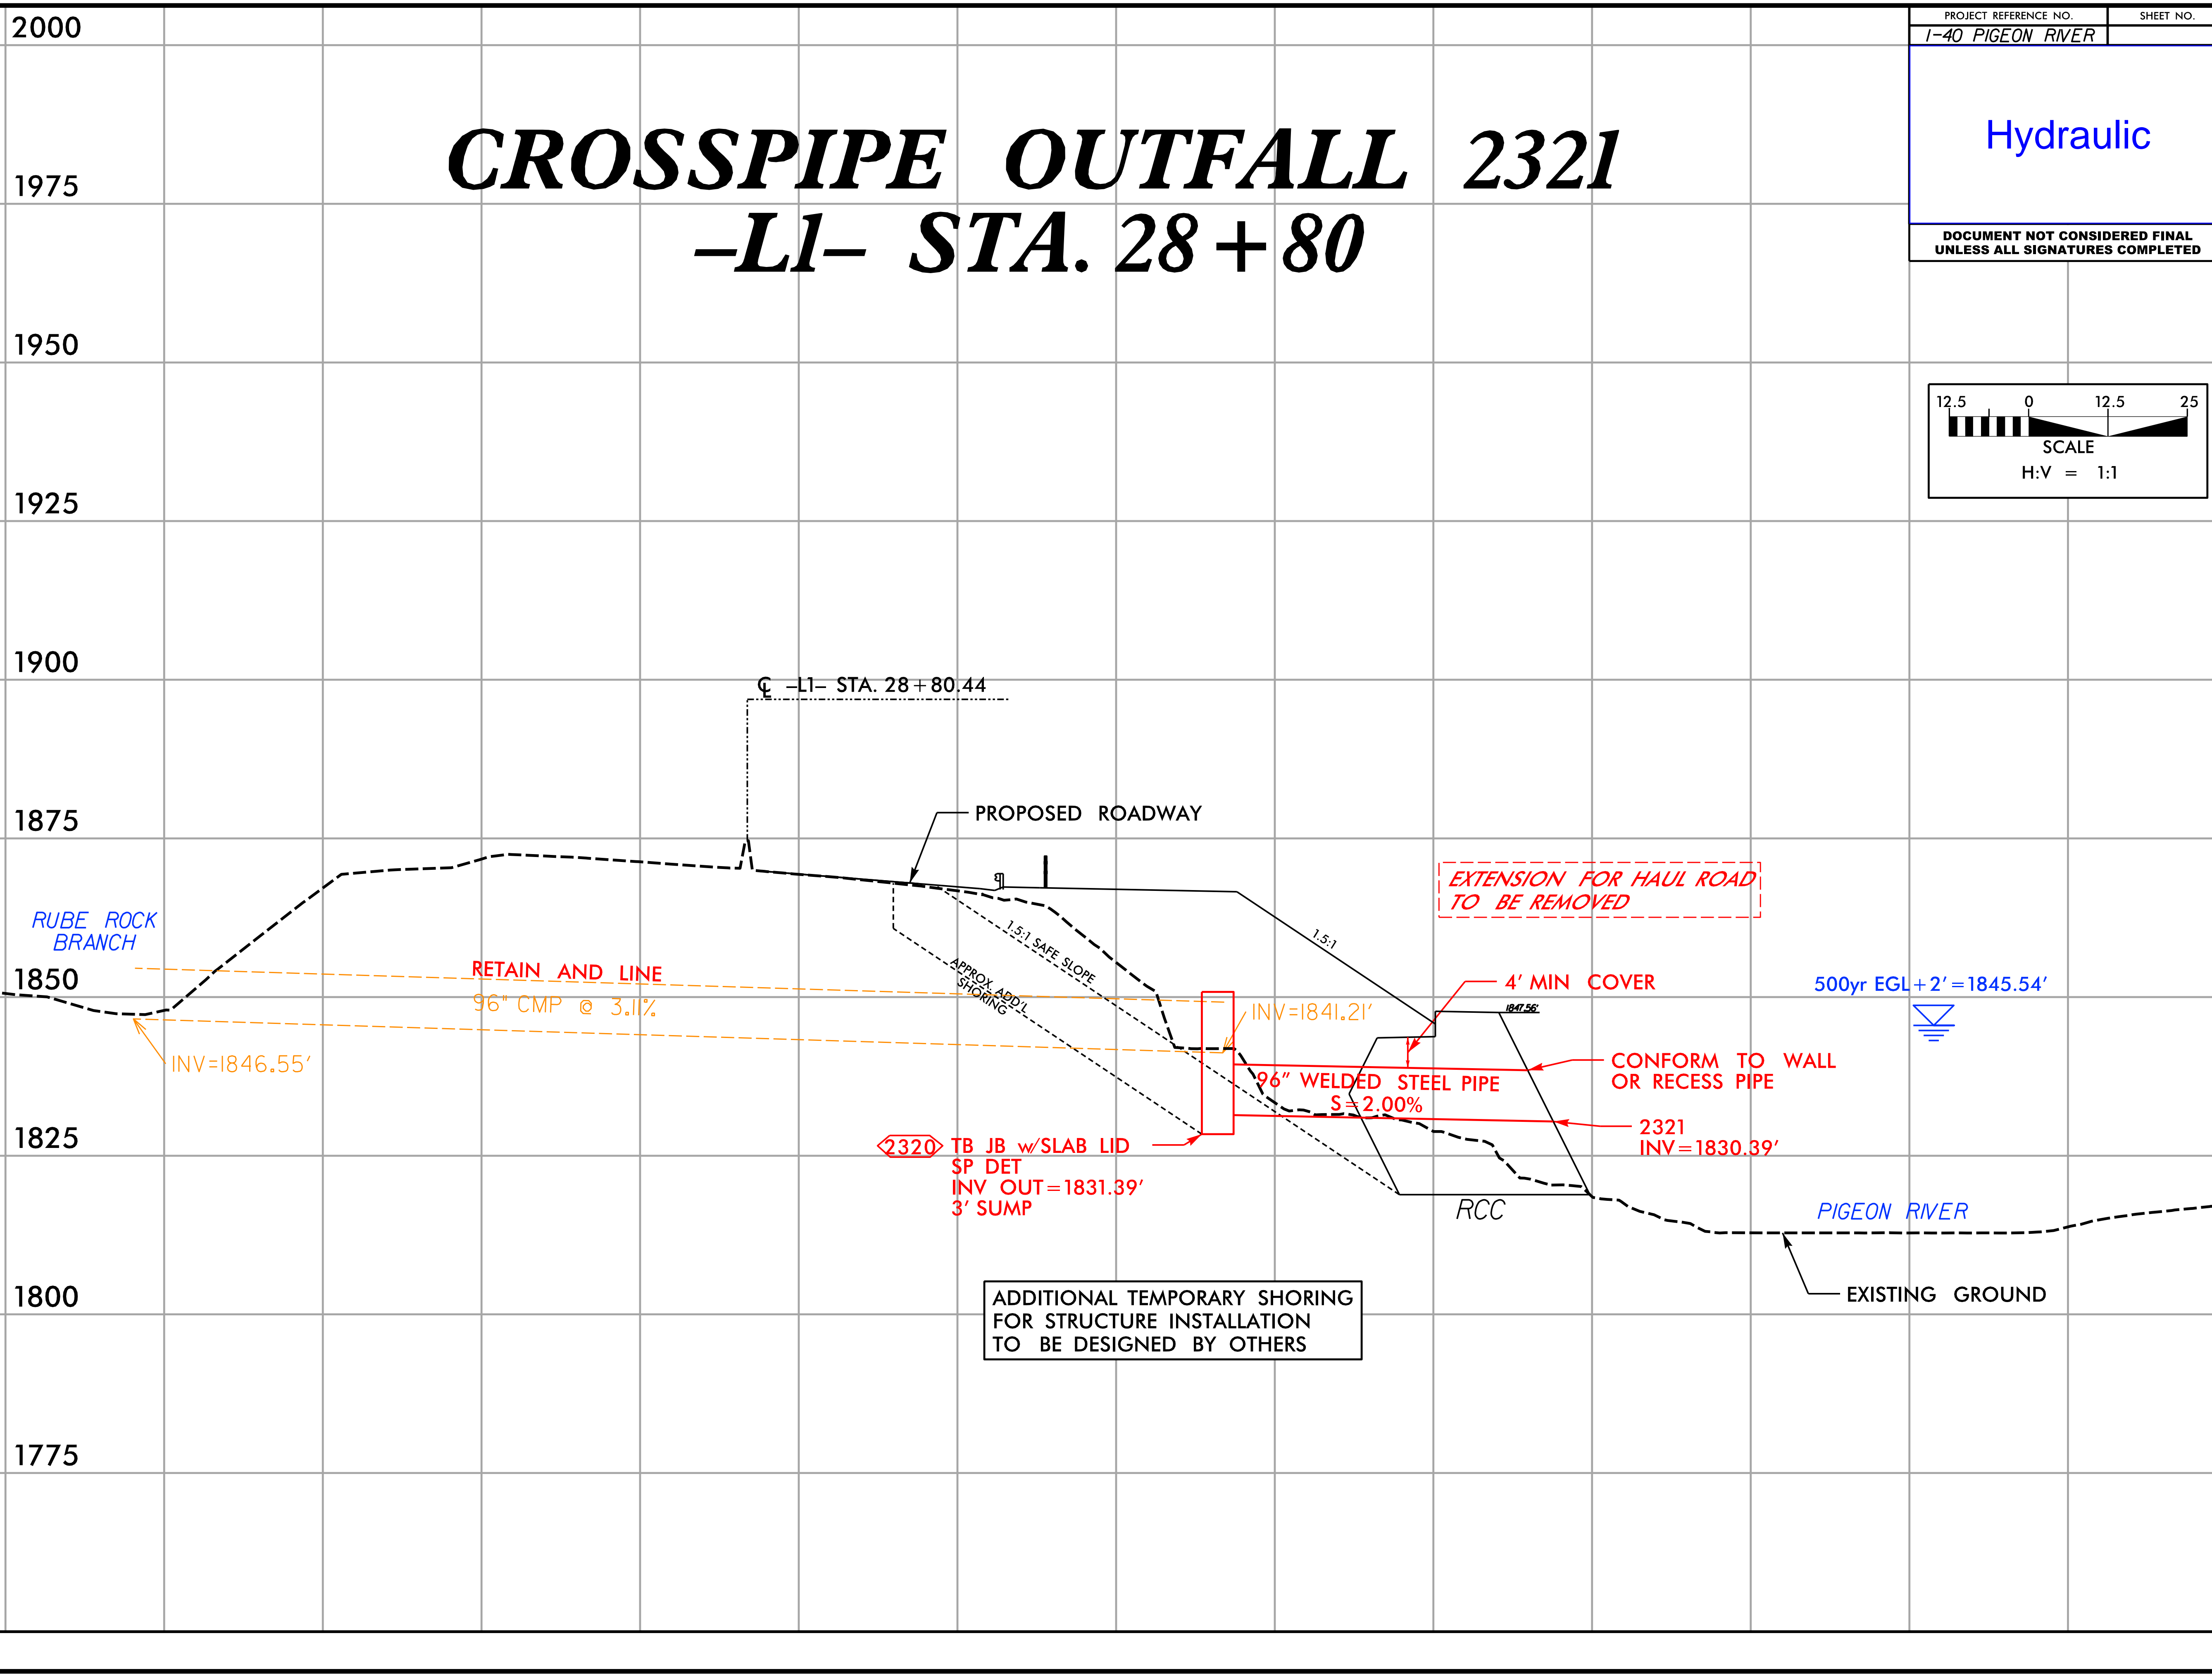 2000
1975
1950
1925
1900
1875
1850
1825
1800
1775
PROJECT REFERENCE NO.
SHEET NO.
I-40 PIGEON RIVER
Hydraulic
DOCUMENT NOT CONSIDERED FINAL
UNLESS ALL SIGNATURES COMPLETED
CROSSPIPE OUTFALL 2321
-L1- STA. 28+80
12.5 0 12.5 25
SCALE
H:V = 1:1
℄ -L1- STA. 28+80.44
PROPOSED ROADWAY
EXTENSION FOR HAUL ROAD
TO BE REMOVED
RUBE ROCK
BRANCH
RETAIN AND LINE
96" CMP @ 3.11%
INV=1846.55'
1.5:1 SAFE SLOPE
APPROX. ADD'L
SHORING
1.5:1
4' MIN COVER
500yr EGL+2'=1845.54'
INV=1841.21'
1847.56'
96" WELDED STEEL PIPE
S=2.00%
CONFORM TO WALL
OR RECESS PIPE
2321
INV=1830.39'
2320
TB JB w/SLAB LID
SP DET
INV OUT=1831.39'
3' SUMP
RCC
PIGEON RIVER
EXISTING GROUND
ADDITIONAL TEMPORARY SHORING
FOR STRUCTURE INSTALLATION
TO BE DESIGNED BY OTHERS